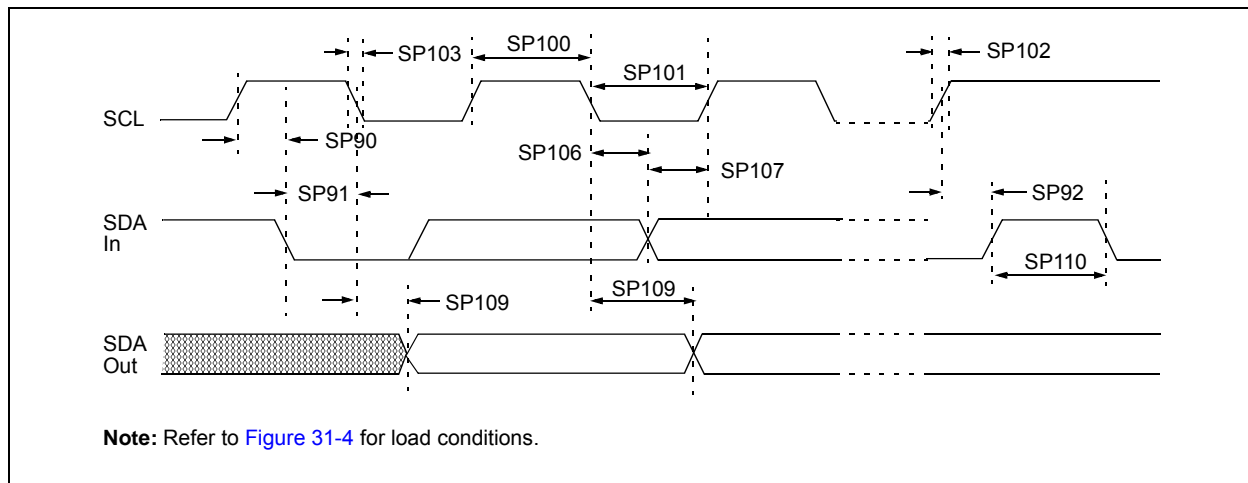 SP103
SP100
SP101
SP102
SCL
SP90
SP106
SP107
SP91
SP92
SDA
In
SP110
SP109
SP109
SDA
Out
Note: Refer to Figure 31-4 for load conditions.